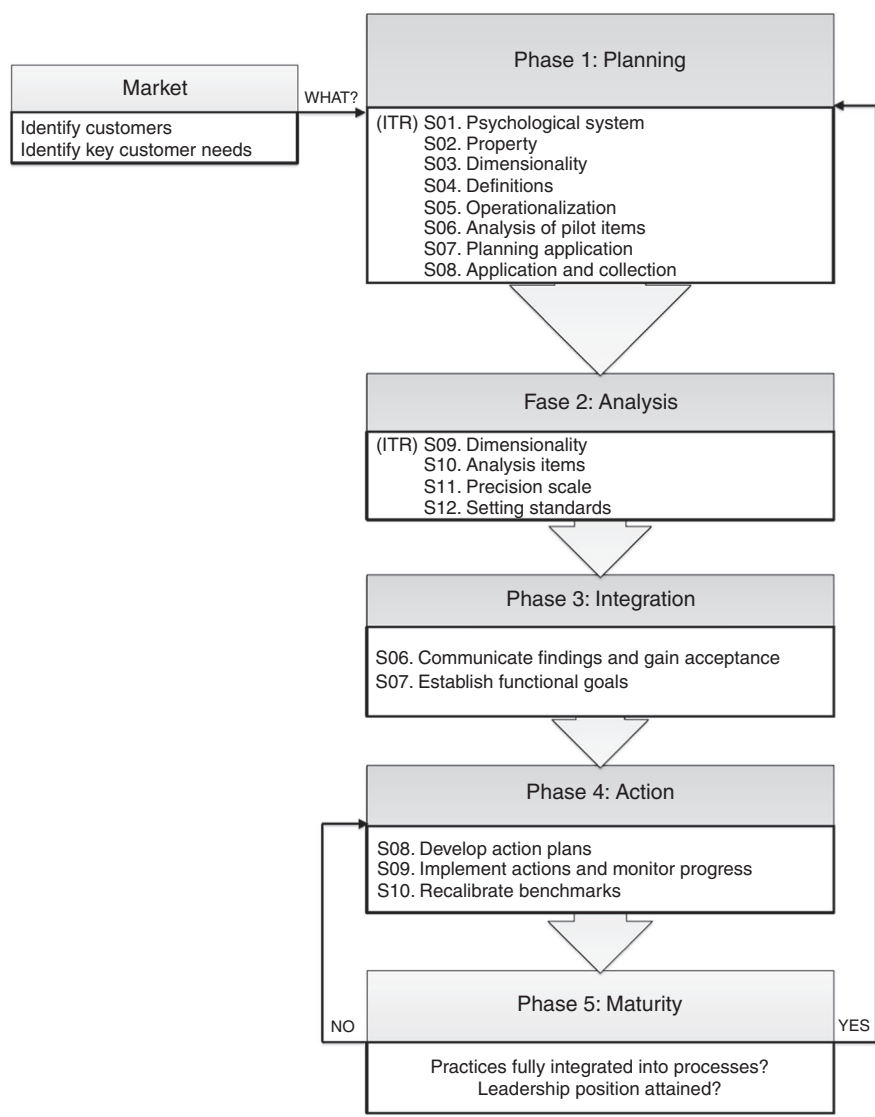 Market
Identify customers
Identify key customer needs
WHAT?
Phase 1: Planning
(ITR) S01. Psychological system
S02. Property
S03. Dimensionality
S04. Definitions
S05. Operationalization
S06. Analysis of pilot items
S07. Planning application
S08. Application and collection
Fase 2: Analysis
(ITR) S09. Dimensionality
S10. Analysis items
S11. Precision scale
S12. Setting standards
Phase 3: Integration
S06. Communicate findings and gain acceptance
S07. Establish functional goals
Phase 4: Action
S08. Develop action plans
S09. Implement actions and monitor progress
S10. Recalibrate benchmarks
Phase 5: Maturity
NO
YES
Practices fully integrated into processes?
Leadership position attained?